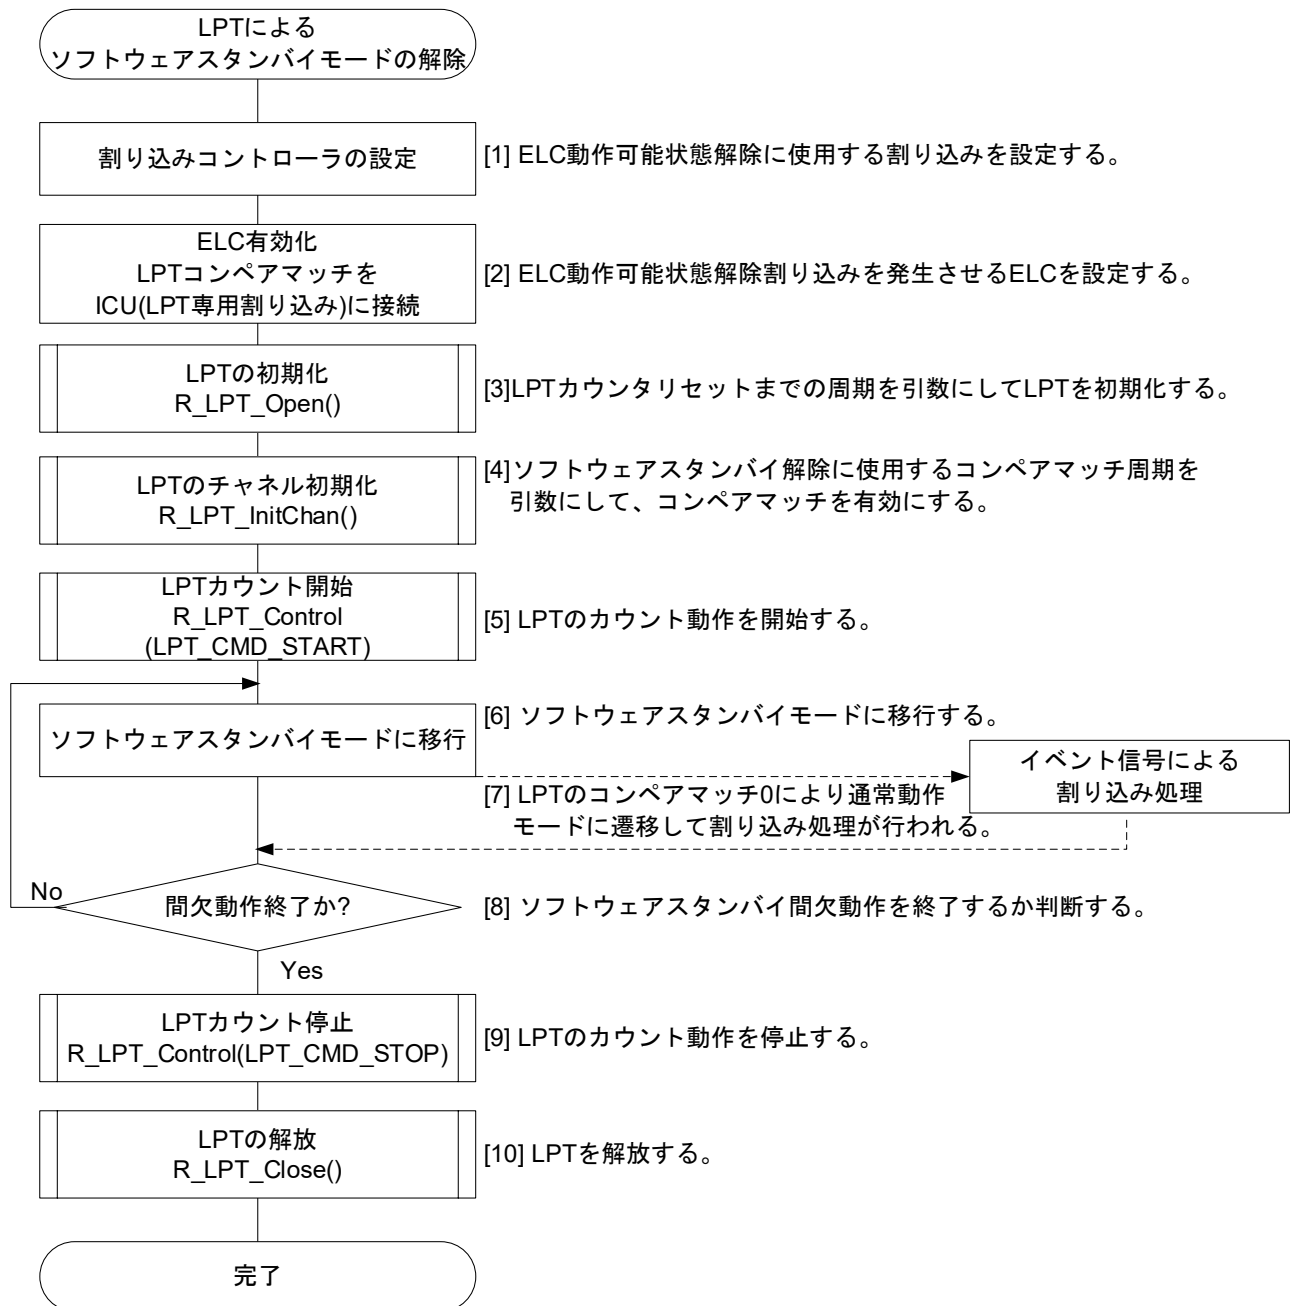 LPTによる
ソフトウェアスタンバイモードの解除
割り込みコントローラの設定
[1] ELC動作可能状態解除に使用する割り込みを設定する。
ELC有効化
LPTコンペアマッチを
ICU(LPT専用割り込み)に接続
[2] ELC動作可能状態解除割り込みを発生させるELCを設定する。
LPTの初期化
R_LPT_Open()
[3]LPTカウンタリセットまでの周期を引数にしてLPTを初期化する。
LPTのチャネル初期化
R_LPT_InitChan()
[4]ソフトウェアスタンバイ解除に使用するコンペアマッチ周期を
引数にして、コンペアマッチを有効にする。
LPTカウント開始
R_LPT_Control
(LPT_CMD_START)
[5] LPTのカウント動作を開始する。
ソフトウェアスタンバイモードに移行
[6] ソフトウェアスタンバイモードに移行する。
イベント信号による
割り込み処理
[7] LPTのコンペアマッチ0により通常動作
モードに遷移して割り込み処理が行われる。
No
間欠動作終了か?
[8] ソフトウェアスタンバイ間欠動作を終了するか判断する。
Yes
LPTカウント停止
R_LPT_Control(LPT_CMD_STOP)
[9] LPTのカウント動作を停止する。
LPTの解放
R_LPT_Close()
[10] LPTを解放する。
完了